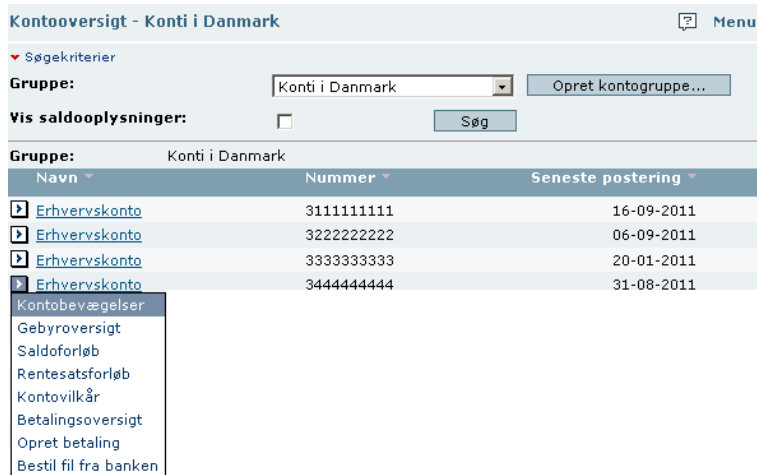 Kontooversigt - Konti i Danmark ? Menu
Søgekriterier
Gruppe: Konti i Danmark Opret kontogruppe...
Vis saldooplysninger: Søg
Gruppe: Konti i Danmark
Navn Nummer Seneste postering
Erhvervskonto 3111111111 16-09-2011
Erhvervskonto 3222222222 06-09-2011
Erhvervskonto 3333333333 20-01-2011
Erhvervskonto 3444444444 31-08-2011
Kontobevægelser
Gebyroversigt
Saldoforløb
Rentesatsforløb
Kontovilkår
Betalingsoversigt
Opret betaling
Bestil fil fra banken